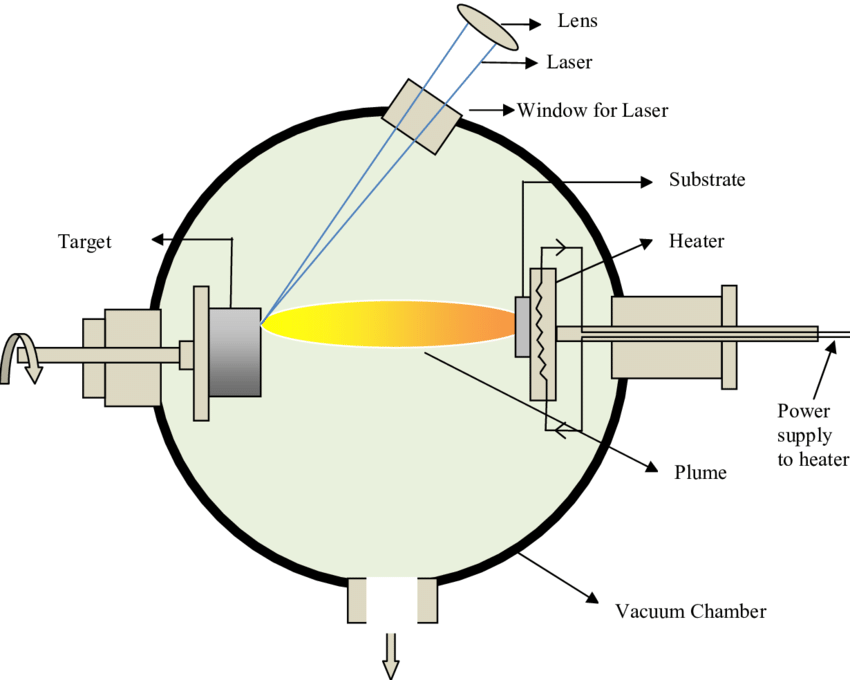 Lens
Laser
Window for Laser
Substrate
Target
Heater
Power
supply
to heater
Plume
Vacuum Chamber